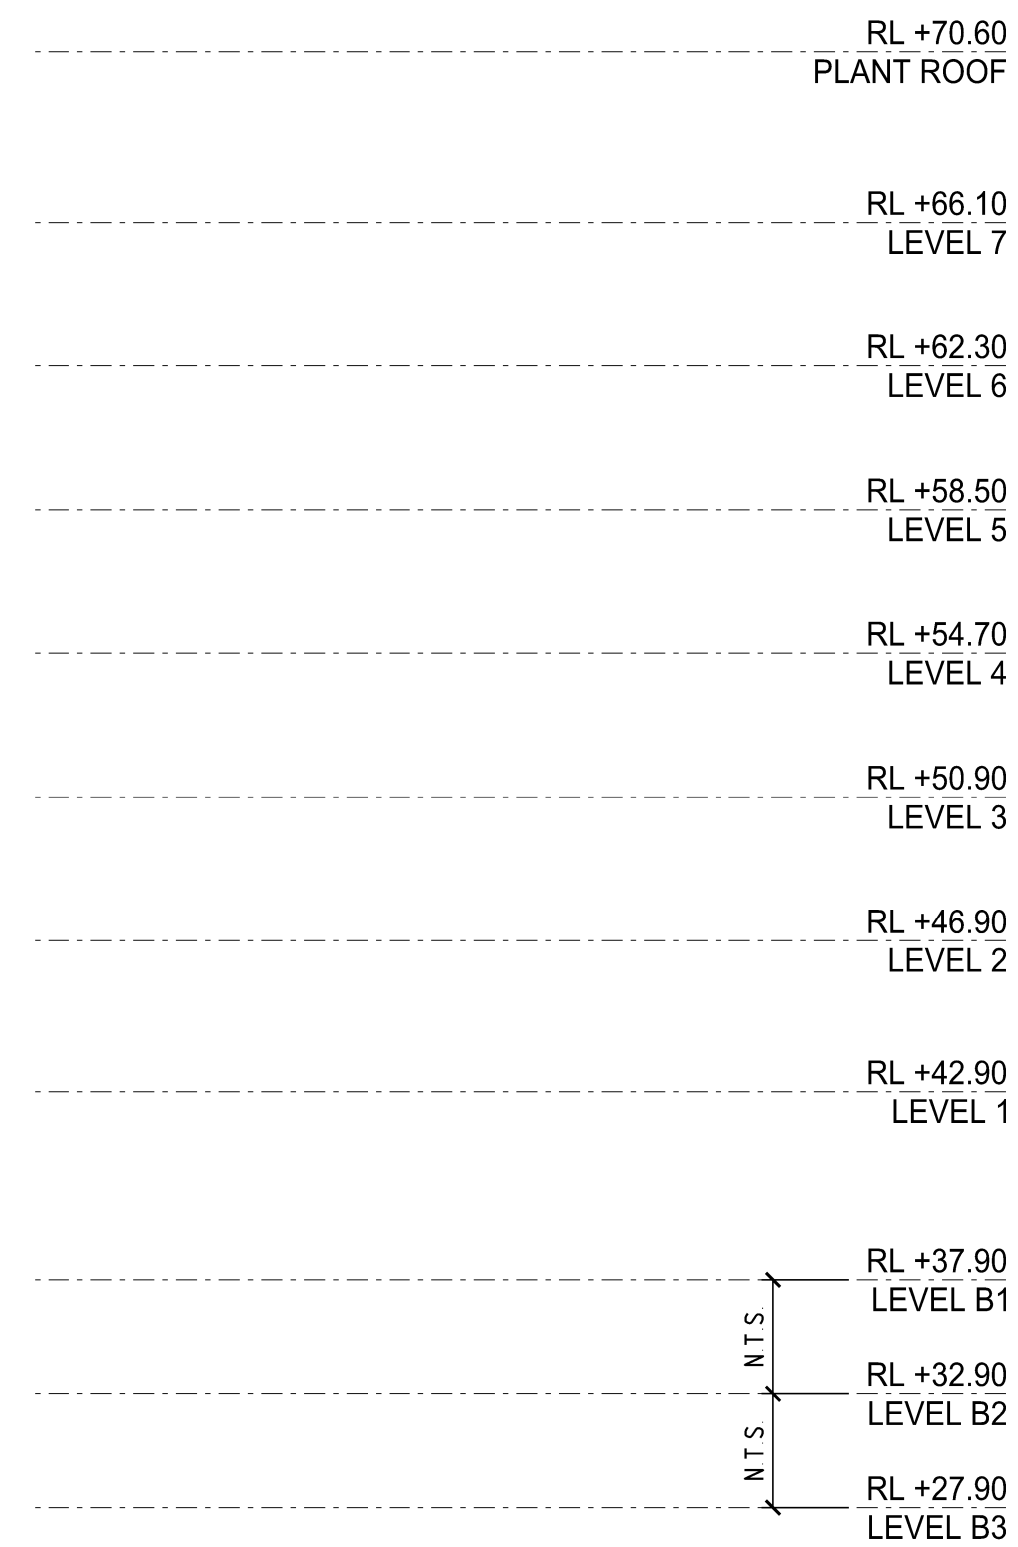 RL +70.60
PLANT ROOF
RL +66.10
LEVEL 7
RL +62.30
LEVEL 6
RL +58.50
LEVEL 5
RL +54.70
LEVEL 4
RL +50.90
LEVEL 3
RL +46.90
LEVEL 2
RL +42.90
LEVEL 1
RL +37.90
LEVEL B1
N.T.S.
RL +32.90
LEVEL B2
N.T.S.
RL +27.90
LEVEL B3